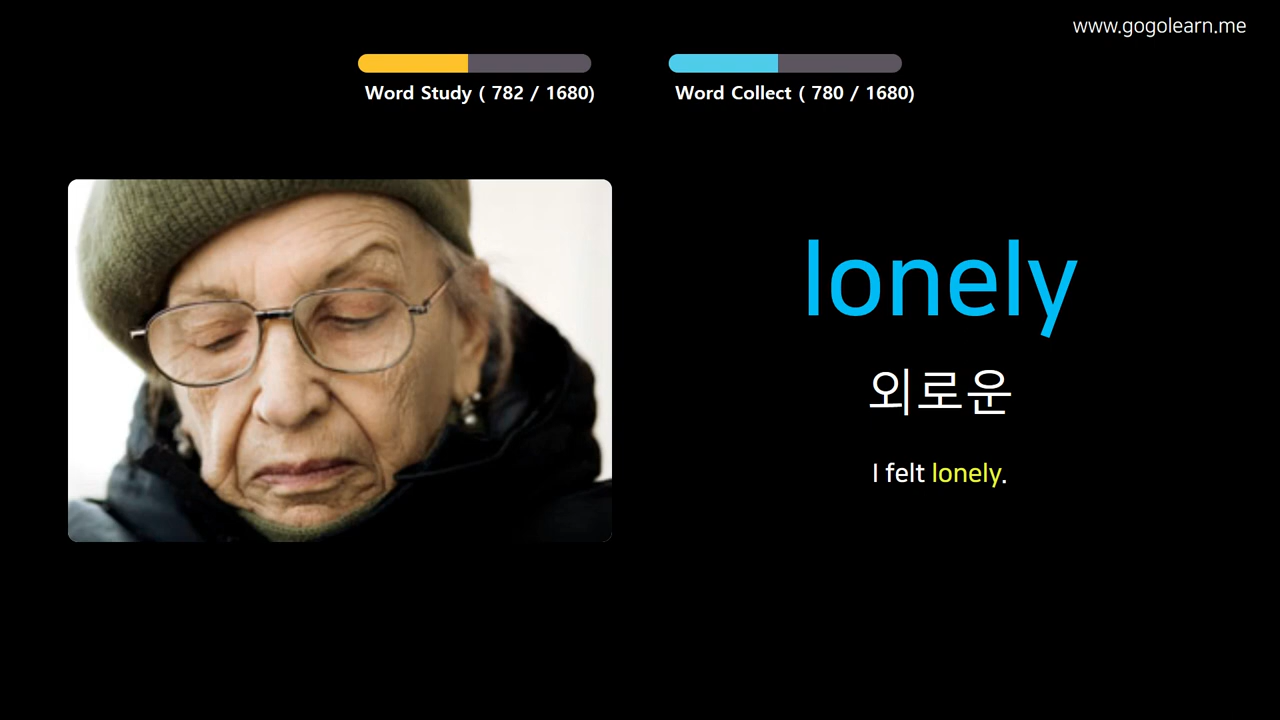 www.gogolearn.me
Word Study ( 782 / 1680)
Word Collect ( 780 / 1680)
lonely
외로운
I felt lonely.